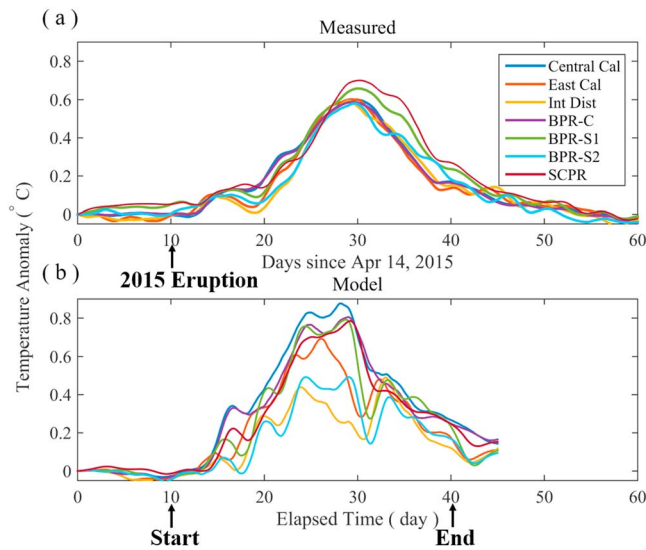 ( a )
Measured
0.8
0.6
0.4
0.2
0
Central Cal
East Cal
Int Dist
BPR-C
BPR-S1
BPR-S2
SCPR
0 10 20 30 40 50 60
Days since Apr 14, 2015
2015 Eruption
Temperature Anomaly ( ° C )
( b )
Model
0.8
0.6
0.4
0.2
0
0 10 20 30 40 50 60
Elapsed Time ( day )
Start
End